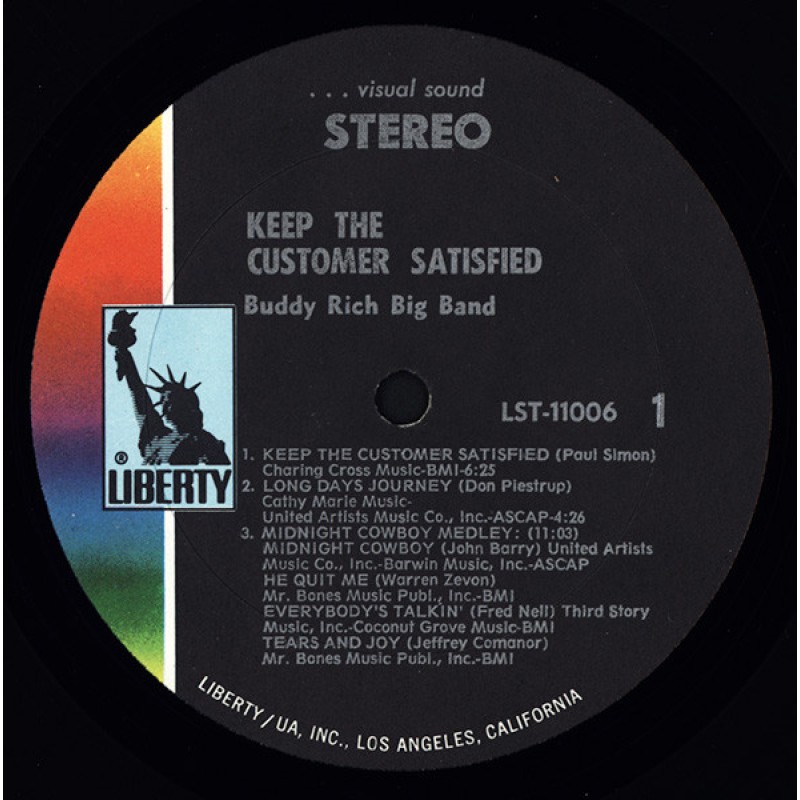 . . . visual sound
STEREO
KEEP THE
CUSTOMER SATISFIED
Buddy Rich Big Band
LST-11006 1
1. KEEP THE CUSTOMER SATISFIED (Paul Simon)
Charing Cross Music-BMI-6:25
2. LONG DAYS JOURNEY (Don Piestrup)
Cathy Marie Music-
United Artists Music Co., Inc.-ASCAP-4:26
3. MIDNIGHT COWBOY MEDLEY: (11:03)
MIDNIGHT COWBOY (John Barry) United Artists
Music Co., Inc.-Barwin Music, Inc.-ASCAP
HE QUIT ME (Warren Zevon)
Mr. Bones Music Publ., Inc.-BMI
EVERYBODY'S TALKIN' (Fred Neil) Third Story
Music, Inc.-Coconut Grove Music-BMI
TEARS AND JOY (Jeffrey Comanor)
Mr. Bones Music Publ., Inc.-BMI
®
LIBERTY
LIBERTY/UA, INC., LOS ANGELES, CALIFORNIA